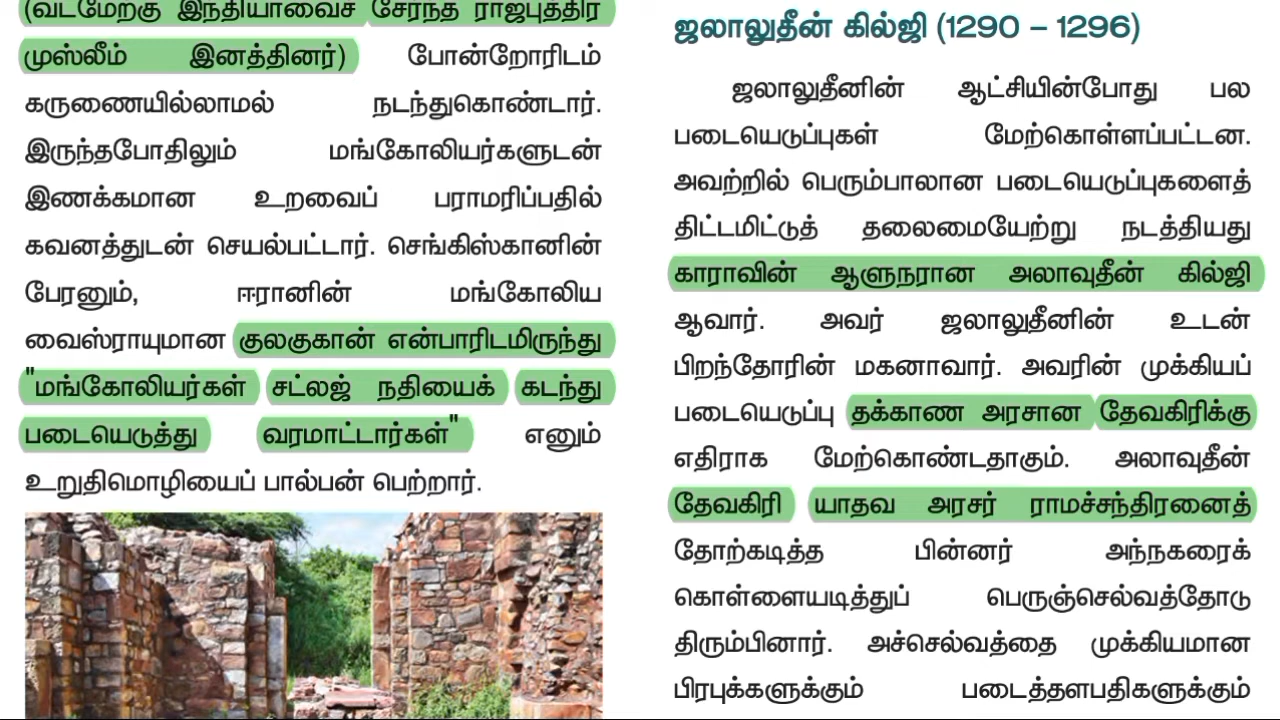 (வடமேற்கு இந்தியாவைச் சேர்ந்த ராஜபுத்திர
முஸ்லீம் இனத்தினர்) போன்றோரிடம்
கருணையில்லாமல் நடந்துகொண்டார்.
இருந்தபோதிலும் மங்கோலியர்களுடன்
இணக்கமான உறவைப் பராமரிப்பதில்
கவனத்துடன் செயல்பட்டார். செங்கிஸ்கானின்
பேரனும், ஈரானின் மங்கோலிய
வைஸ்ராயுமான குலகுகான் என்பாரிடமிருந்து
"மங்கோலியர்கள் சட்லஜ் நதியைக் கடந்து
படையெடுத்து வரமாட்டார்கள்" எனும்
உறுதிமொழியைப் பால்பன் பெற்றார்.
ஜலாலுதீன் கில்ஜி (1290 – 1296)
ஜலாலுதீனின் ஆட்சியின்போது பல
படையெடுப்புகள் மேற்கொள்ளப்பட்டன.
அவற்றில் பெரும்பாலான படையெடுப்புகளைத்
திட்டமிட்டுத் தலைமையேற்று நடத்தியது
காராவின் ஆளுநரான அலாவுதீன் கில்ஜி
ஆவார். அவர் ஜலாலுதீனின் உடன்
பிறந்தோரின் மகனாவார். அவரின் முக்கியப்
படையெடுப்பு தக்காண அரசான தேவகிரிக்கு
எதிராக மேற்கொண்டதாகும். அலாவுதீன்
தேவகிரி யாதவ அரசர் ராமச்சந்திரனைத்
தோற்கடித்த பின்னர் அந்நகரைக்
கொள்ளையடித்துப் பெருஞ்செல்வத்தோடு
திரும்பினார். அச்செல்வத்தை முக்கியமான
பிரபுக்களுக்கும் படைத்தளபதிகளுக்கும்